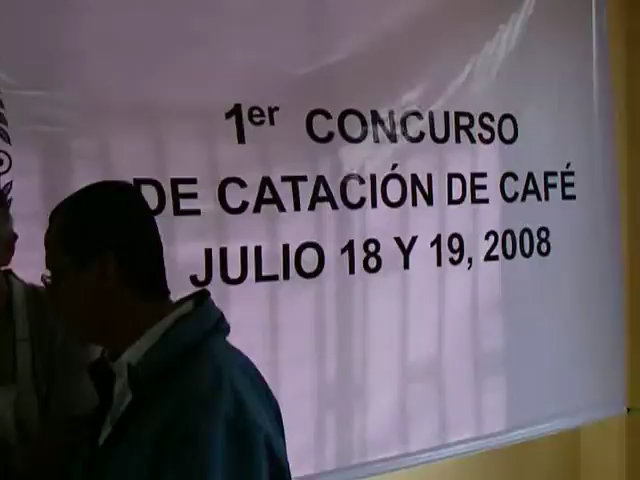 1er CONCURSO
DE CATACIÓN DE CAFÉ
JULIO 18 Y 19, 2008